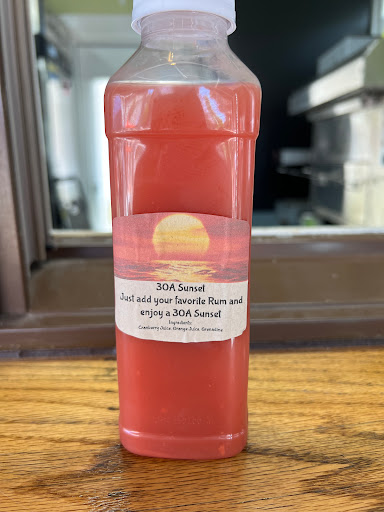 30A Sunset
Just add your favorite Rum and
enjoy a 30A Sunset
Ingredients:
Cranberry Juice, Orange Juice, Grenadine